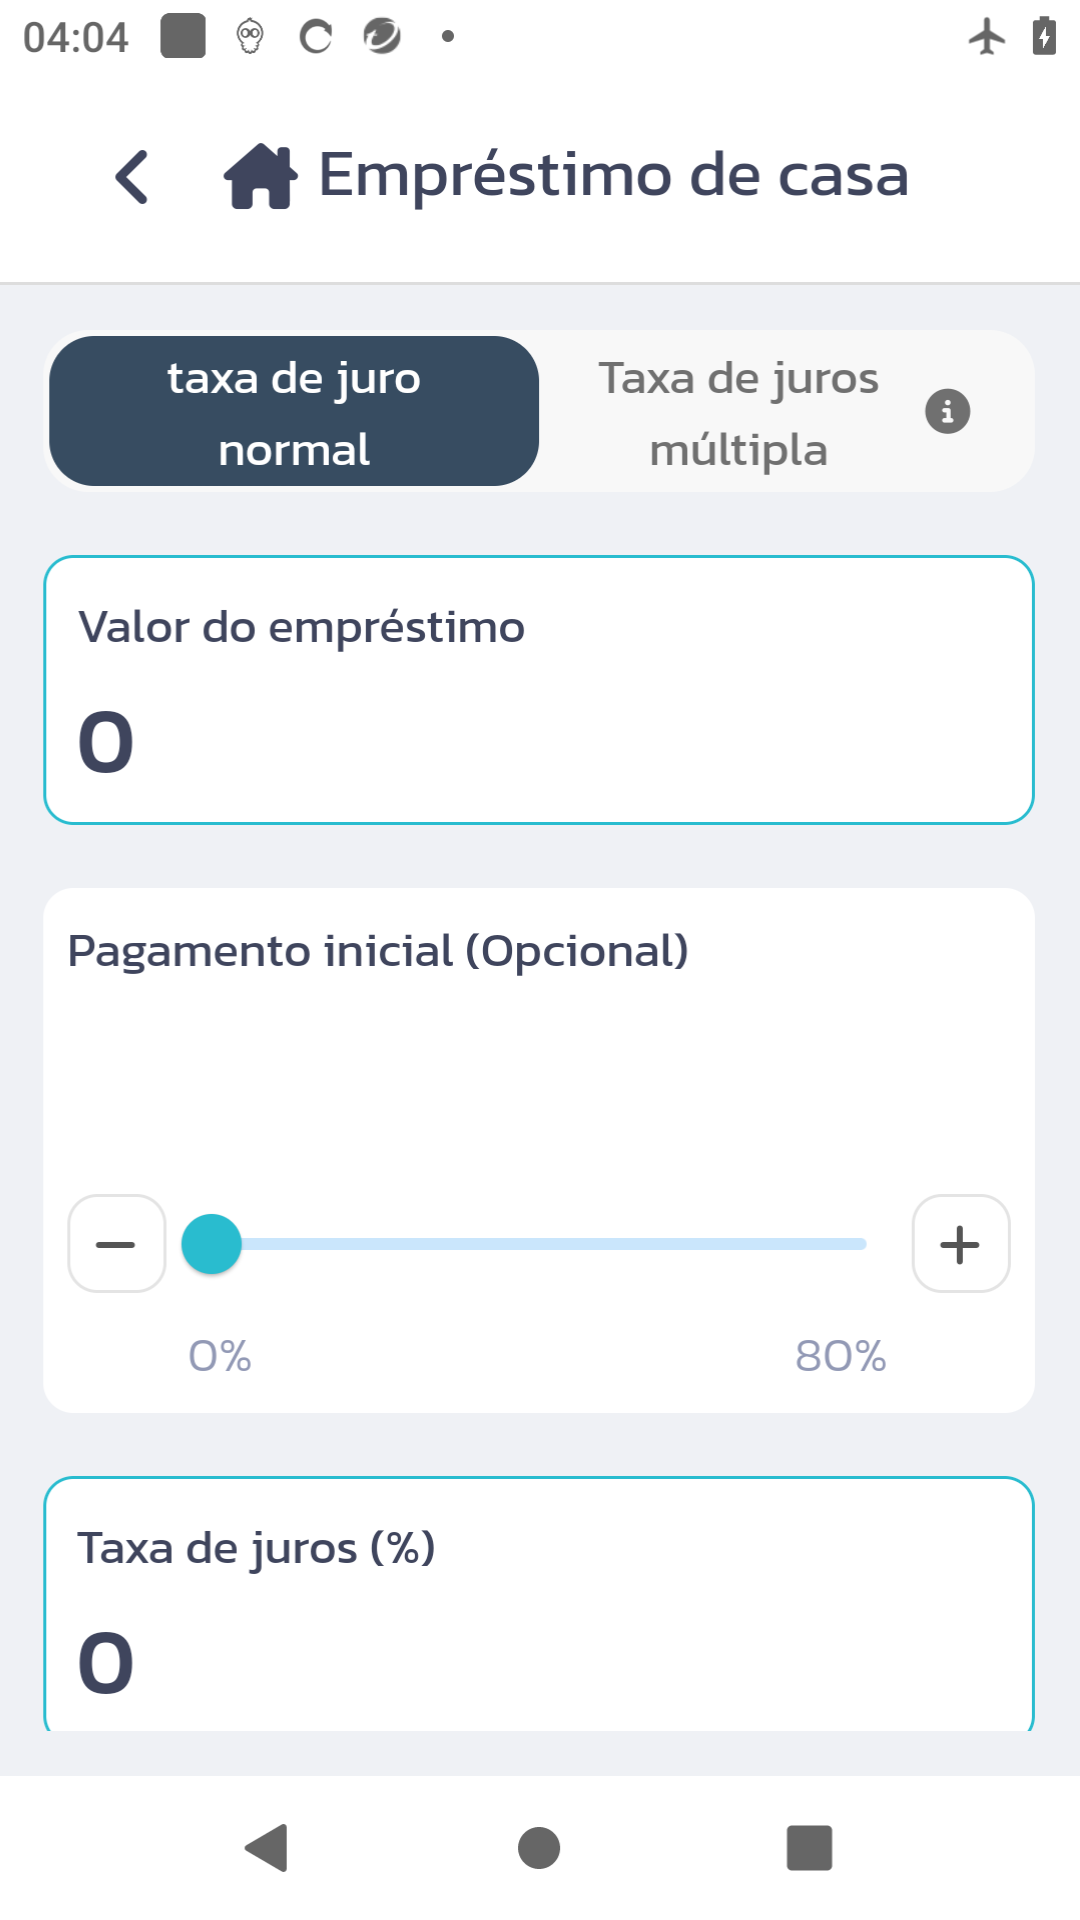 04:04
Empréstimo de casa
taxa de juro
normal
Taxa de juros
múltipla
Valor do empréstimo
0
Pagamento inicial (Opcional)
0%
80%
Taxa de juros (%)
0